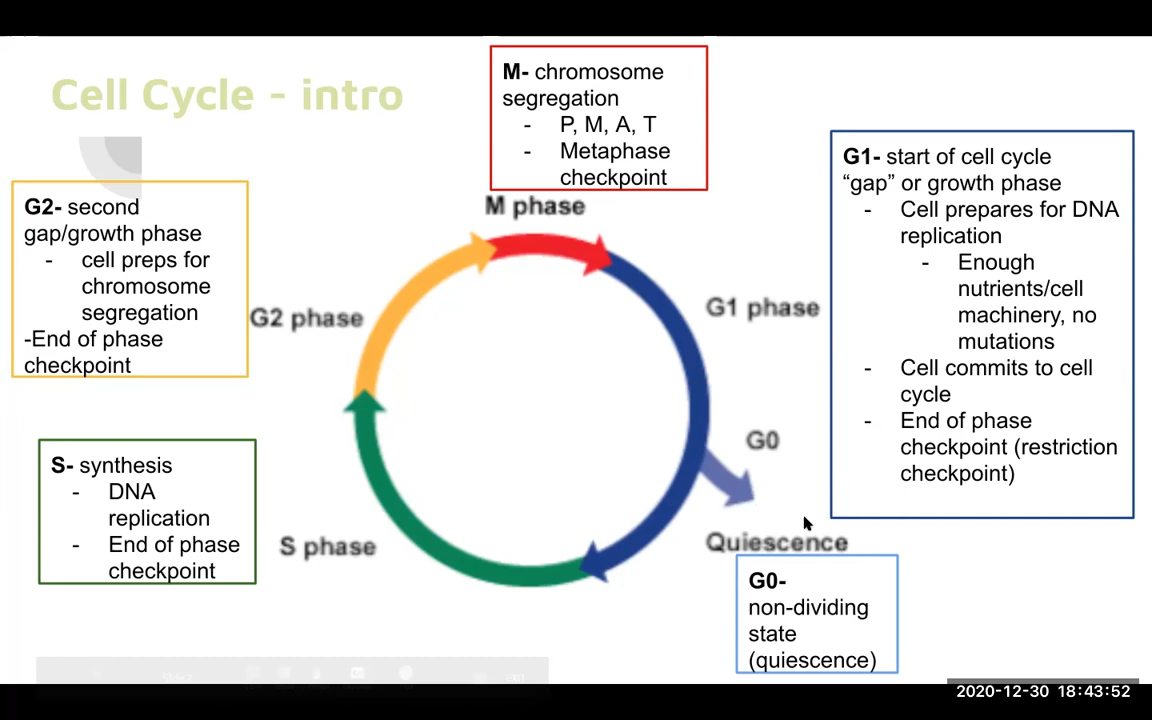 Cell Cycle - intro
M- chromosome
segregation
- P, M, A, T
- Metaphase
checkpoint
M phase
G1- start of cell cycle
“gap” or growth phase
- Cell prepares for DNA
replication
- Enough
nutrients/cell
machinery, no
mutations
- Cell commits to cell
cycle
- End of phase
checkpoint (restriction
checkpoint)
G2- second
gap/growth phase
- cell preps for
chromosome
segregation
-End of phase
checkpoint
G2 phase
G1 phase
G0
Quiescence
S- synthesis
- DNA
replication
- End of phase
checkpoint
S phase
G0-
non-dividing
state
(quiescence)
2020-12-30 18:43:52